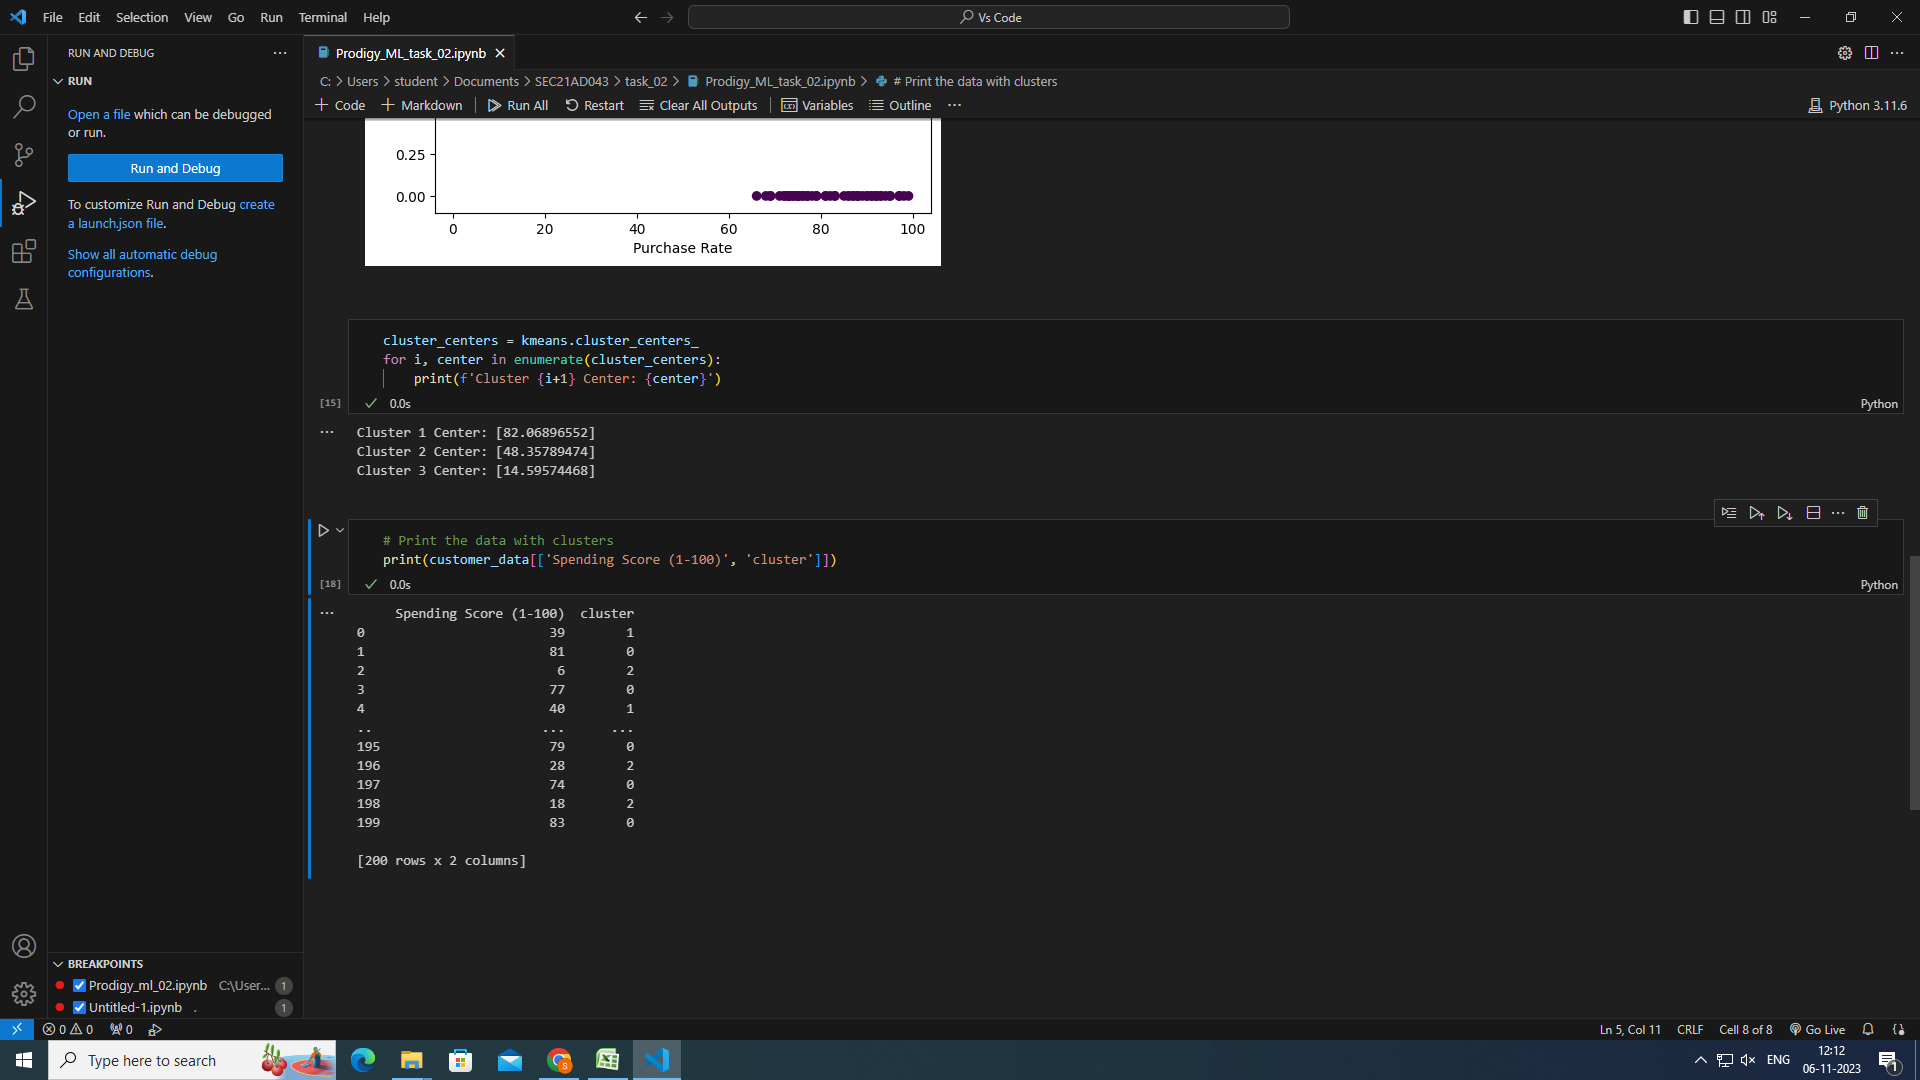 File Edit Selection View Go Run Terminal Help
Vs Code
RUN AND DEBUG
Prodigy_ML_task_02.ipynb
C: > Users > student > Documents > SEC21AD043 > task_02 > Prodigy_ML_task_02.ipynb > # Print the data with clusters
RUN
+ Code + Markdown Run All Restart Clear All Outputs Variables Outline ...
Python 3.11.6
Open a file which can be debugged
or run.
Run and Debug
To customize Run and Debug create
a launch.json file.
Show all automatic debug
configurations.
0.25
0.00
0 20 40 60 80 100
Purchase Rate
cluster_centers = kmeans.cluster_centers_
for i, center in enumerate(cluster_centers):
print(f'Cluster {i+1} Center: {center}')
[15] 0.0s Python
Cluster 1 Center: [82.06896552]
Cluster 2 Center: [48.35789474]
Cluster 3 Center: [14.59574468]
# Print the data with clusters
print(customer_data[['Spending Score (1-100)', 'cluster']])
[18] 0.0s Python
Spending Score (1-100) cluster
0 39 1
1 81 0
2 6 2
3 77 0
4 40 1
.. ... ...
195 79 0
196 28 2
197 74 0
198 18 2
199 83 0
[200 rows x 2 columns]
BREAKPOINTS
Prodigy_ml_02.ipynb C:\User... 1
Untitled-1.ipynb . 1
0 0 0
Ln 5, Col 11 CRLF Cell 8 of 8 Go Live
Type here to search
S
ENG
12:12
06-11-2023
1